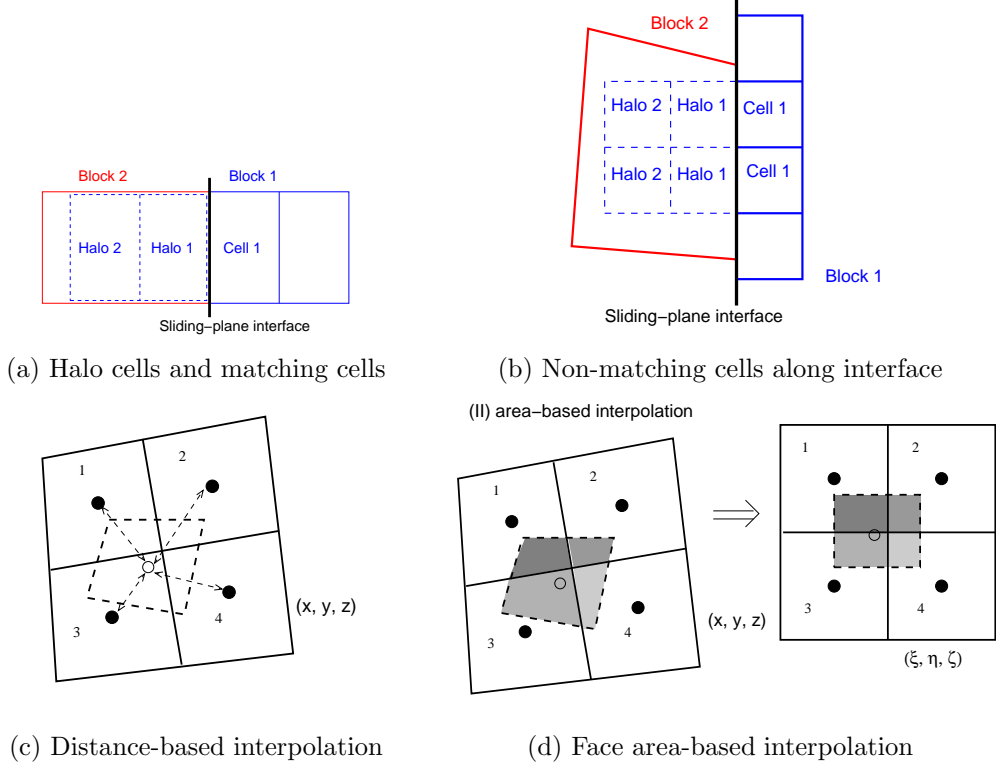 Block 2
Block 1
Halo 2
Halo 1
Cell 1
Sliding−plane interface
(a) Halo cells and matching cells
Block 2
Halo 2
Halo 1
Cell 1
Halo 2
Halo 1
Cell 1
Block 1
Sliding−plane interface
(b) Non-matching cells along interface
1
2
3
4
(x, y, z)
(c) Distance-based interpolation
(II) area−based interpolation
1
2
3
4
(x, y, z)
1
2
3
4
(ξ, η, ζ)
(d) Face area-based interpolation